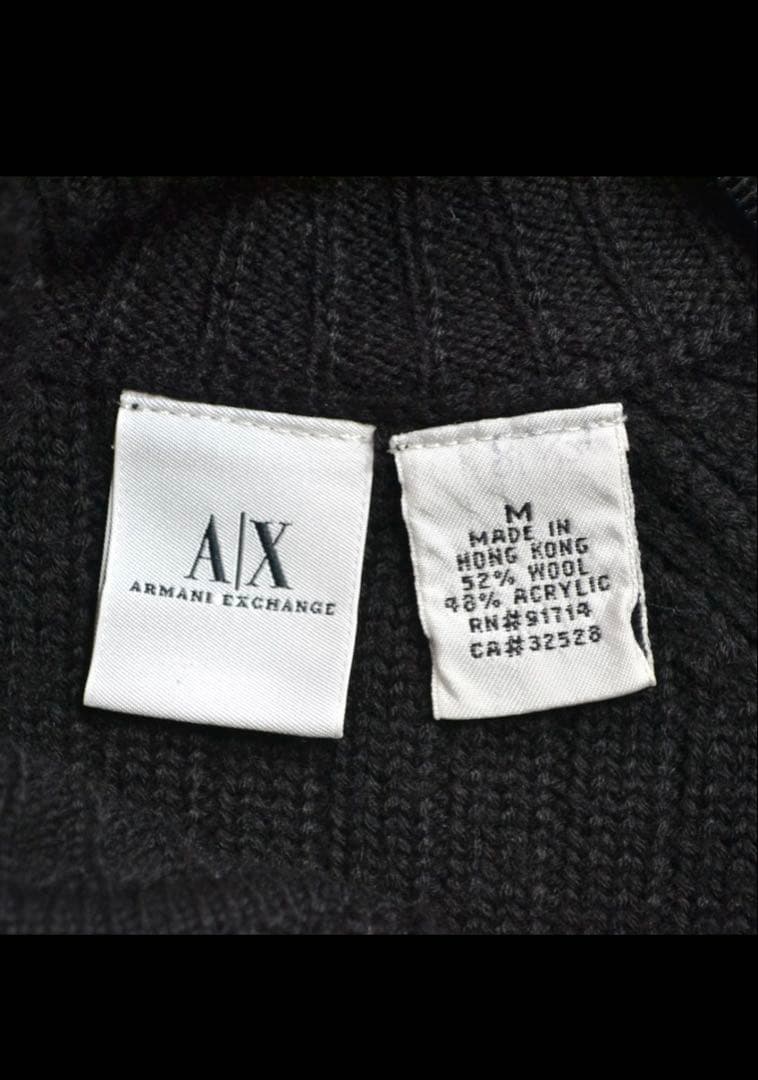 A|X
ARMANI EXCHANGE
M
MADE IN
HONG KONG
52% WOOL
48% ACRYLIC
RN#91714
CA#32528